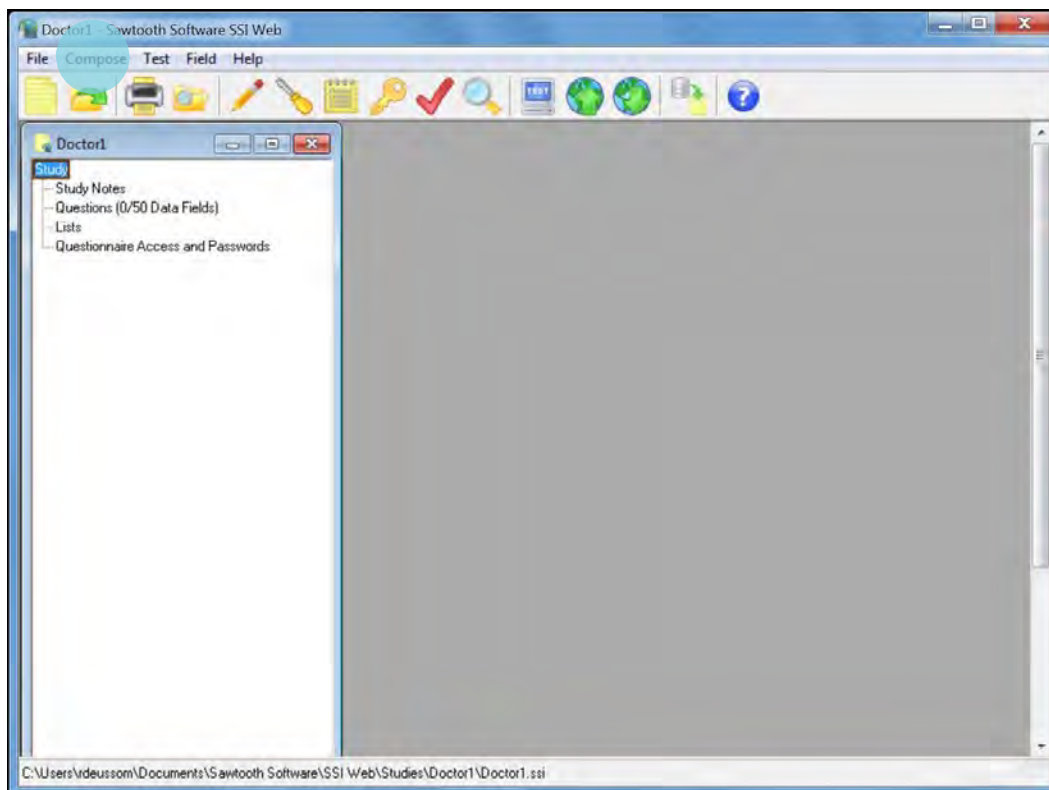 Doctor1 - Sawtooth Software SSI Web
File Compose Test Field Help
TEST
?
Doctor1
Study
Study Notes
Questions (0/50 Data Fields)
Lists
Questionnaire Access and Passwords
C:\Users\rdeussom\Documents\Sawtooth Software\SSI Web\Studies\Doctor1\Doctor1.ssi